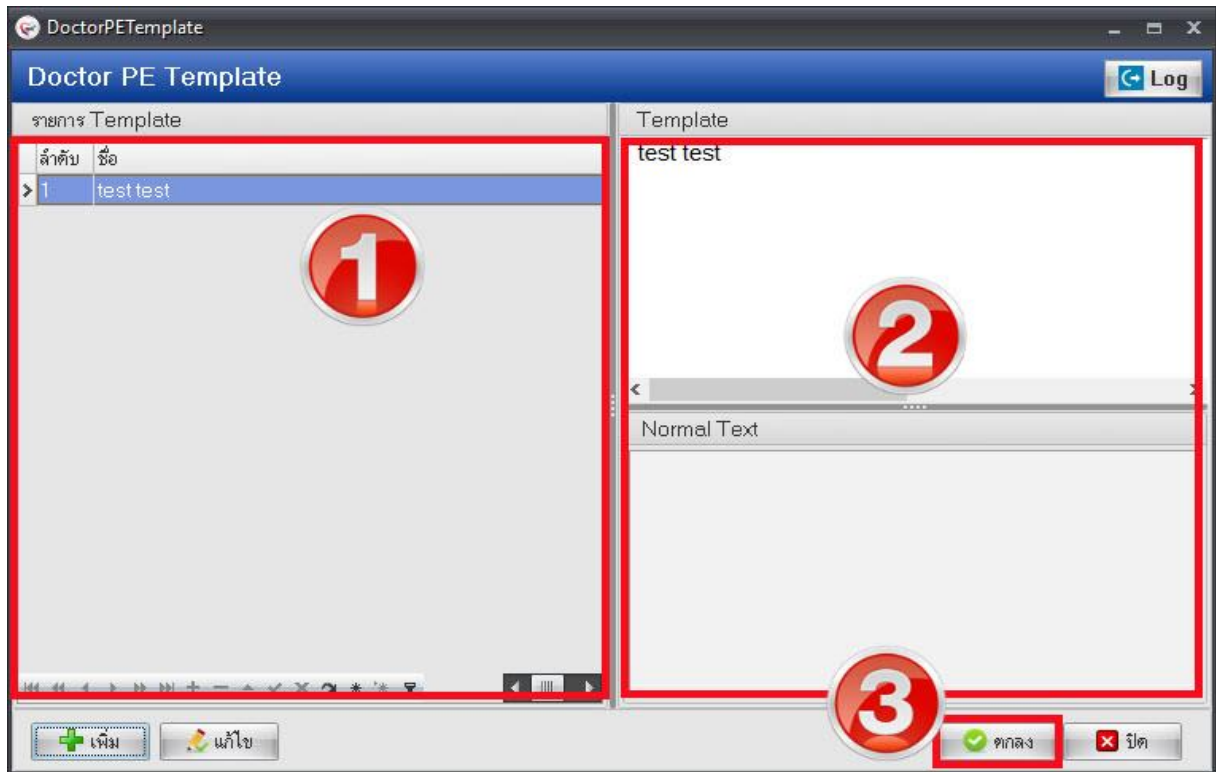 DoctorPETemplate
Doctor PE Template
Log
รายการ Template
ลำดับ ชื่อ
1 test test
1
Template
test test
2
Normal Text
3
เพิ่ม
แก้ไข
ตกลง
ปิด